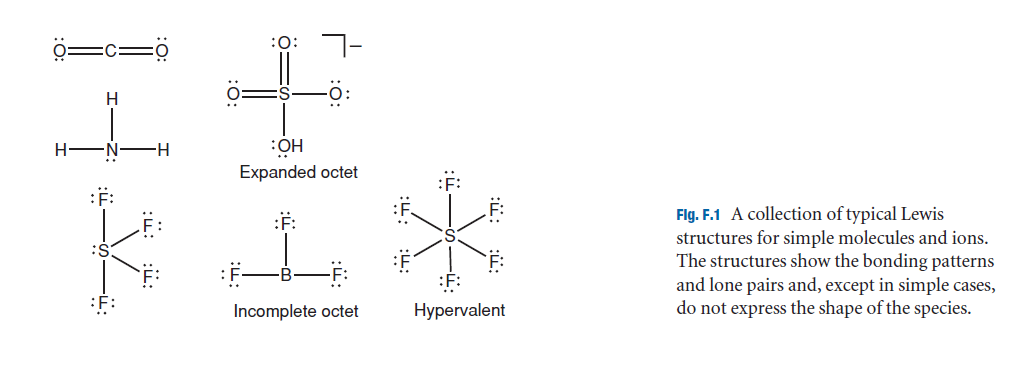 O=C=O
:O:
–
O=S–O:
:OH
Expanded octet
H
H–N–H
:F:
F:
:S
F:
:F:
:F:
:F–B–F:
Incomplete octet
:F:
:F
F:
S
:F
F:
:F:
Hypervalent
Fig. F.1 A collection of typical Lewis
structures for simple molecules and ions.
The structures show the bonding patterns
and lone pairs and, except in simple cases,
do not express the shape of the species.